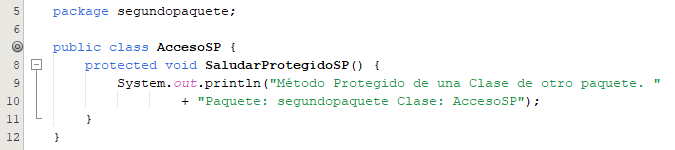 5 package segundopaquete;
6
public class AccesoSP {
8 protected void SaludarProtegidoSP() {
9 System.out.println("Método Protegido de una Clase de otro paquete. "
10 + "Paquete: segundopaquete Clase: AccesoSP");
11 }
12 }